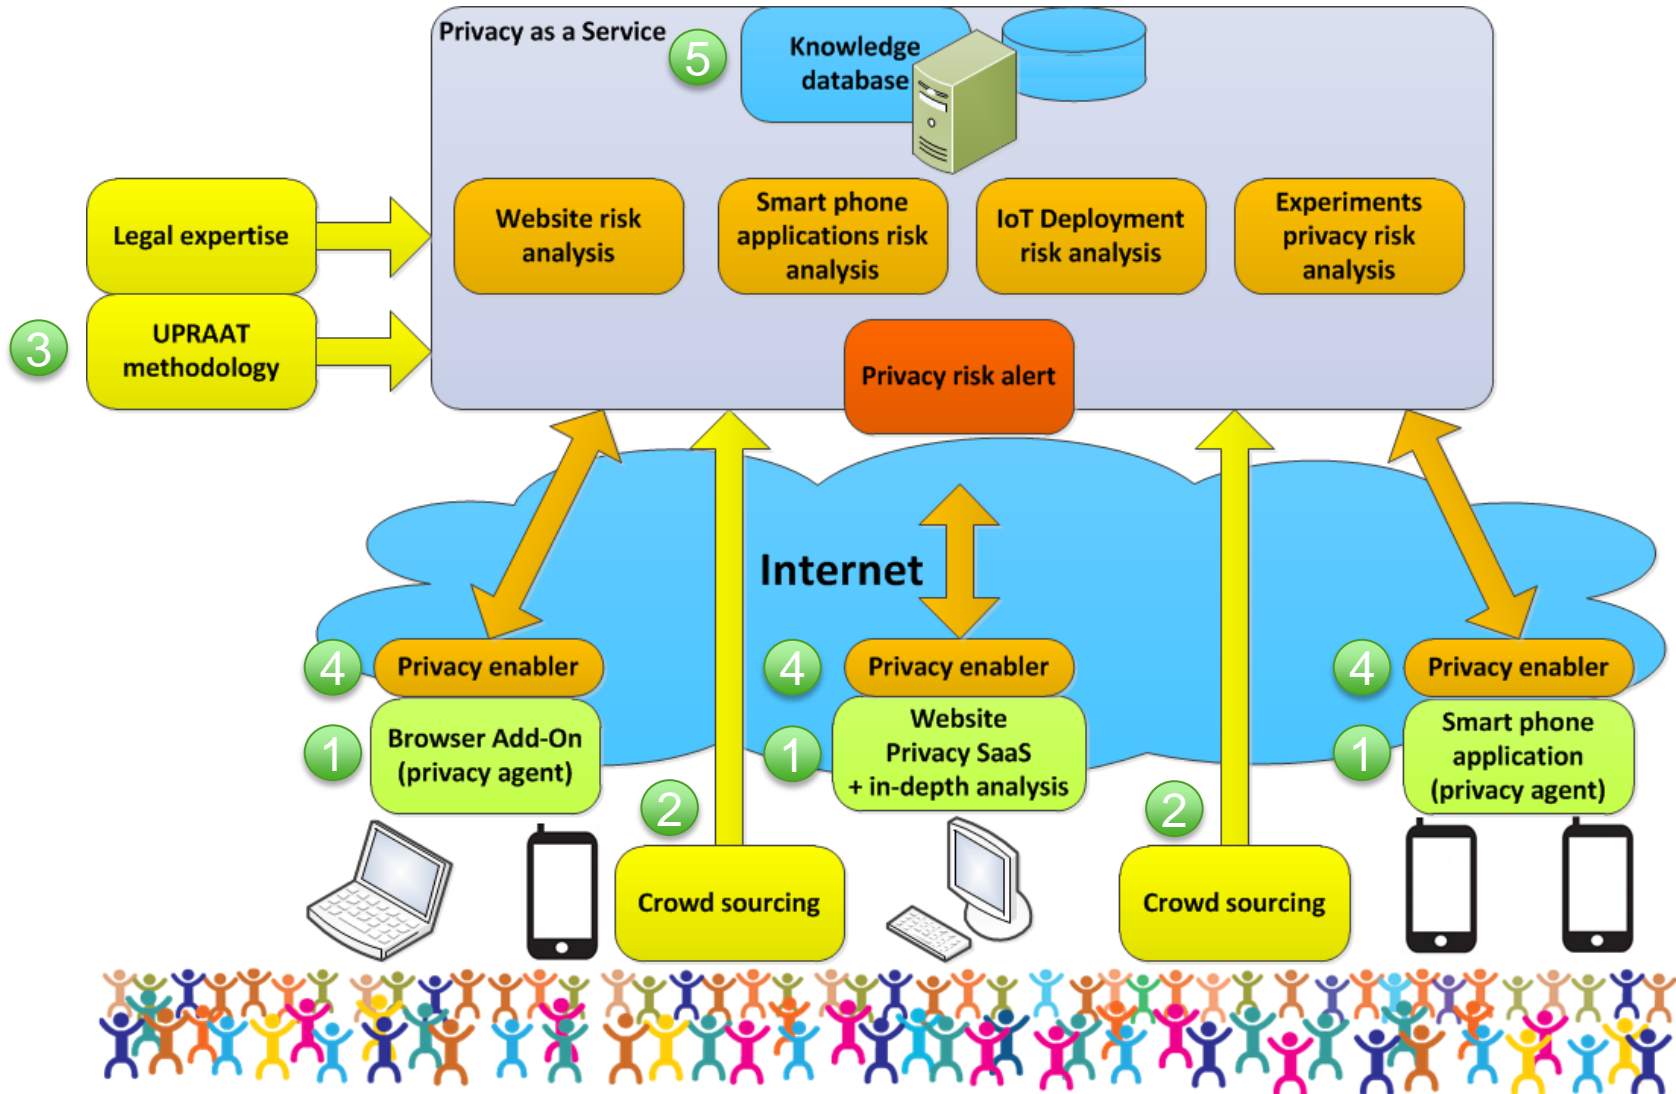 Privacy as a Service
5
Knowledge
database
Legal expertise
Website risk
analysis
Smart phone
applications risk
analysis
IoT Deployment
risk analysis
Experiments
privacy risk
analysis
3
UPRAAT
methodology
Privacy risk alert
Internet
4
Privacy enabler
4
Privacy enabler
4
Privacy enabler
1
Browser Add-On
(privacy agent)
1
Website
Privacy SaaS
+ in-depth analysis
1
Smart phone
application
(privacy agent)
2
Crowd sourcing
2
Crowd sourcing